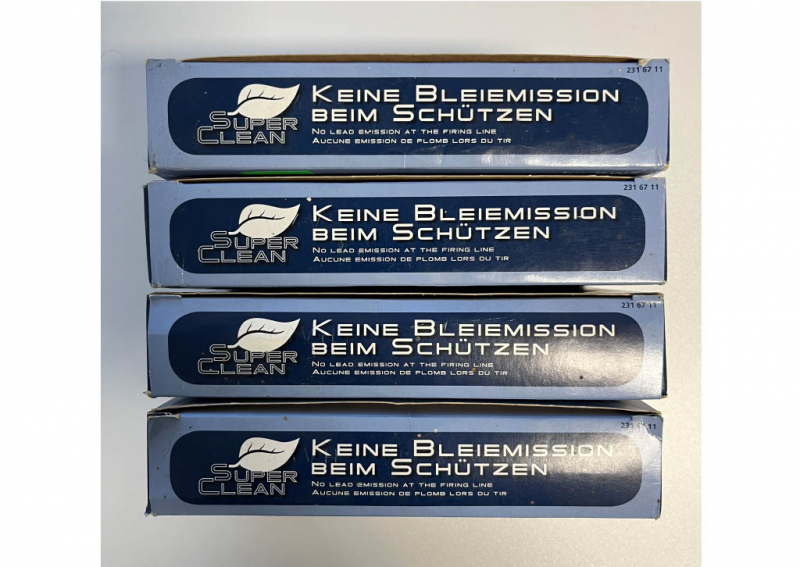 231 67 11
SUPER CLEAN
KEINE BLEIEMISSION
BEIM SCHÜTZEN
NO LEAD EMISSION AT THE FIRING LINE
AUCUNE EMISSION DE PLOMB LORS DU TIR
231 67 11
SUPER CLEAN
KEINE BLEIEMISSION
BEIM SCHÜTZEN
NO LEAD EMISSION AT THE FIRING LINE
AUCUNE EMISSION DE PLOMB LORS DU TIR
231 67 11
SUPER CLEAN
KEINE BLEIEMISSION
BEIM SCHÜTZEN
NO LEAD EMISSION AT THE FIRING LINE
AUCUNE EMISSION DE PLOMB LORS DU TIR
231 67 11
SUPER CLEAN
KEINE BLEIEMISSION
BEIM SCHÜTZEN
NO LEAD EMISSION AT THE FIRING LINE
AUCUNE EMISSION DE PLOMB LORS DU TIR